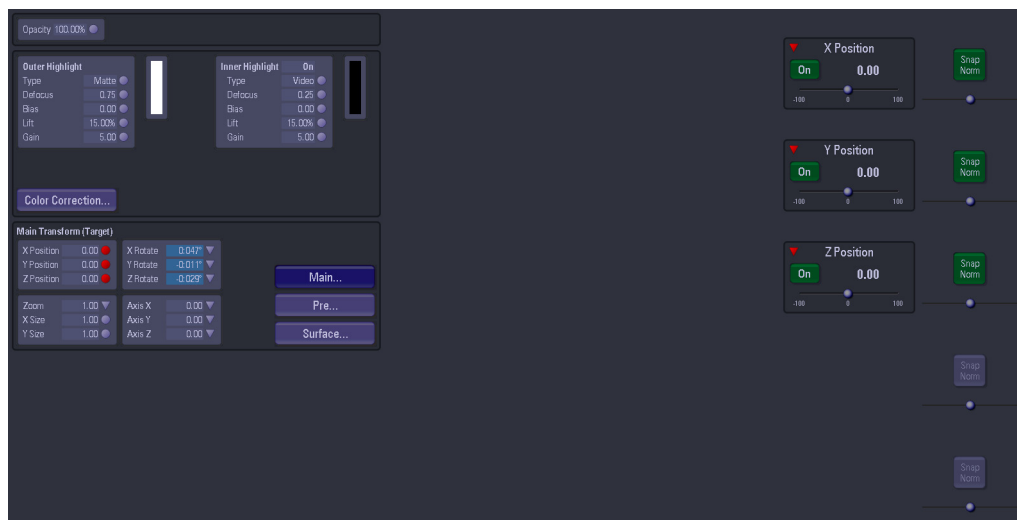 Opacity 100.00%
Outer Highlight
Type Matte
Defocus 0.75
Bias 0.00
Lift 15.00%
Gain 5.00
Inner Highlight On
Type Video
Defocus 0.25
Bias 0.00
Lift 15.00%
Gain 5.00
Color Correction...
Main Transform (Target)
X Position 0.00
Y Position 0.00
Z Position 0.00
X Rotate 0:047°
Y Rotate -0:011°
Z Rotate -0:029°
Zoom 1.00
X Size 1.00
Y Size 1.00
Axis X 0.00
Axis Y 0.00
Axis Z 0.00
Main...
Pre...
Surface...
X Position
On 0.00
-100 0 100
Snap
Norm
Y Position
On 0.00
-100 0 100
Snap
Norm
Z Position
On 0.00
-100 0 100
Snap
Norm
Snap
Norm
Snap
Norm